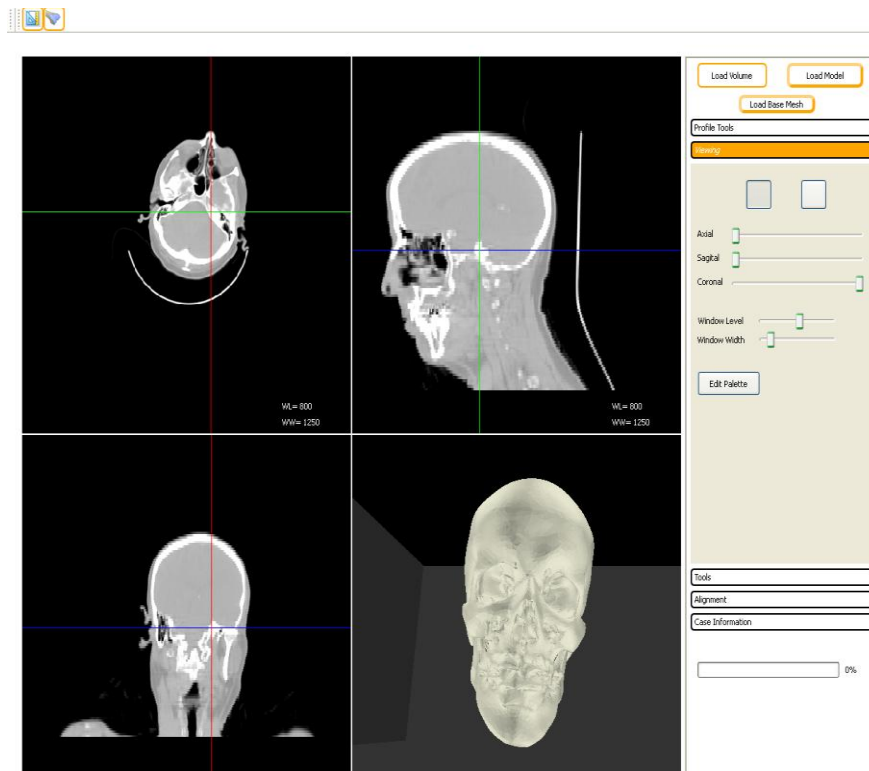 Load Volume
Load Model
Load Base Mesh
Profile Tools
Viewing
Axial
Sagital
Coronal
Window Level
Window Width
Edit Palette
WL= 800
WW= 1250
WL= 800
WW= 1250
Tools
Alignment
Case Information
0%